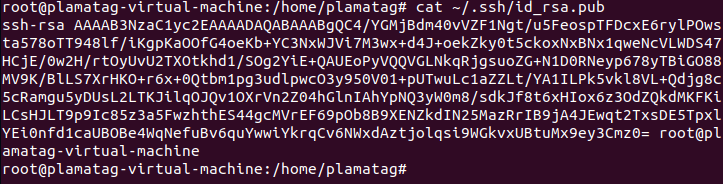 root@plamatag-virtual-machine:/home/plamatag# cat ~/.ssh/id_rsa.pub
ssh-rsa AAAAB3NzaC1yc2EAAAADAQABAAABgQC4/YGMjBdm40vVZF1Ngt/u5FeospTFDcxE6rylPOws
ta578oTT948lf/iKgpKaOOfG4oeKb+YC3NxWJVi7M3wx+d4J+oekZky0t5ckoxNxBNx1qweNcVLWDS47
HCjE/0w2H/rtOyUvU2TXOtkhd1/SOg2YiE+QAUEoPyVQQVGLNkqRjgsuoZG+N1D0RNeyp678yTBiGO88
MV9K/BlLS7XrHKO+r6x+0Qtbm1pg3udlpwcO3y950V01+pUTwuLc1aZZLt/YA1ILPk5vkl8VL+Qdjg8c
5cRamgu5yDUsL2LTKJilqOJQv1OXrVn2Z04hGlnIAhYpNQ3yW0m8/sdkJf8t6xHIox6z3OdZQkdMKFKi
LCsHJLT9p9Ic85z3a5FwzhthES44gcMVrEF69pOb8B9XENZkdIN25MazRrIB9jA4JEwqt2TxsDE5Tpxl
YEi0nfd1caUBOBe4WqNefuBv6quYwwiYkrqCv6NWxdAztjolqsi9WGkvxUBtuMx9ey3Cmz0= root@pl
amatag-virtual-machine
root@plamatag-virtual-machine:/home/plamatag#